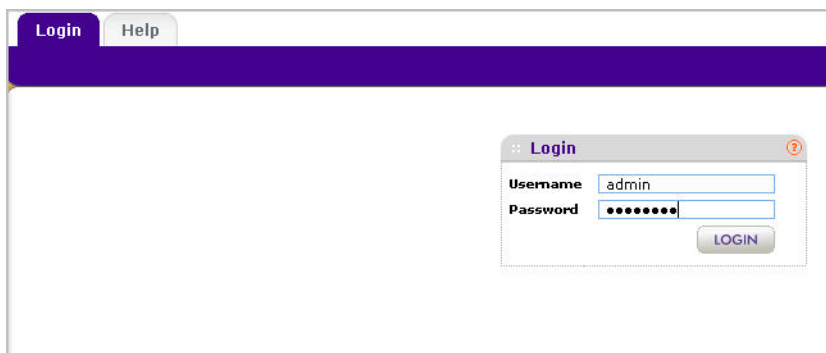 Login Help
Login ?
Username admin
Password ••••••••
LOGIN